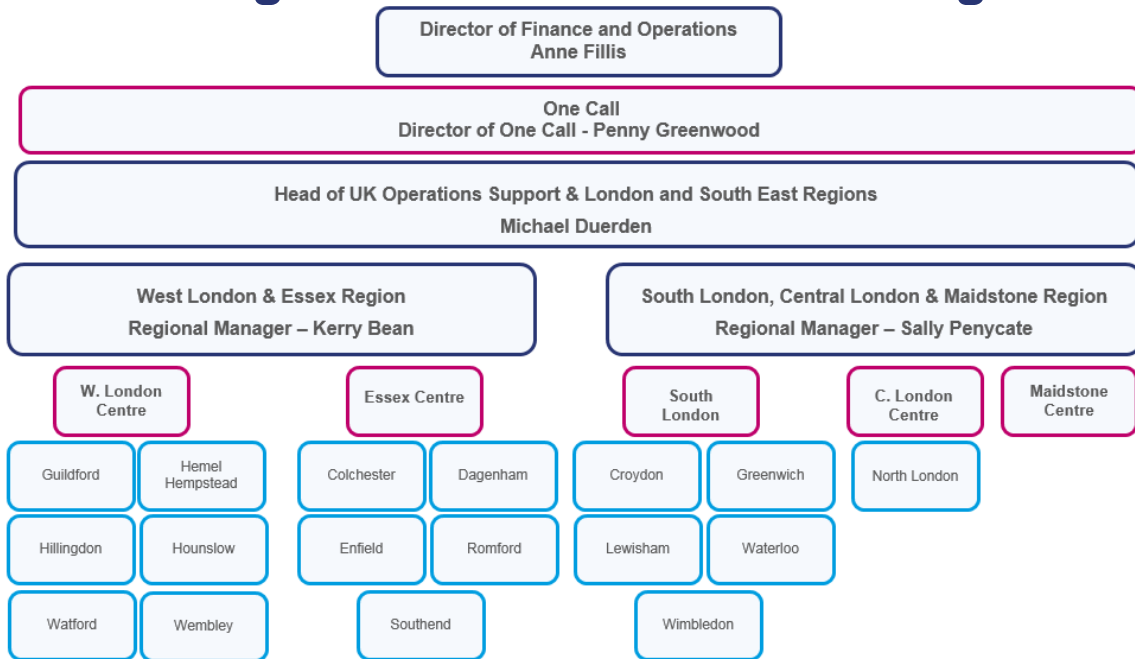 Director of Finance and Operations
Anne Fillis
One Call
Director of One Call - Penny Greenwood
Head of UK Operations Support & London and South East Regions
Michael Duerden
West London & Essex Region
Regional Manager – Kerry Bean
South London, Central London & Maidstone Region
Regional Manager – Sally Penycate
W. London
Centre
Essex Centre
South
London
C. London
Centre
Maidstone
Centre
Guildford
Hemel
Hempstead
Colchester
Dagenham
Croydon
Greenwich
North London
Hillingdon
Hounslow
Enfield
Romford
Lewisham
Waterloo
Watford
Wembley
Southend
Wimbledon